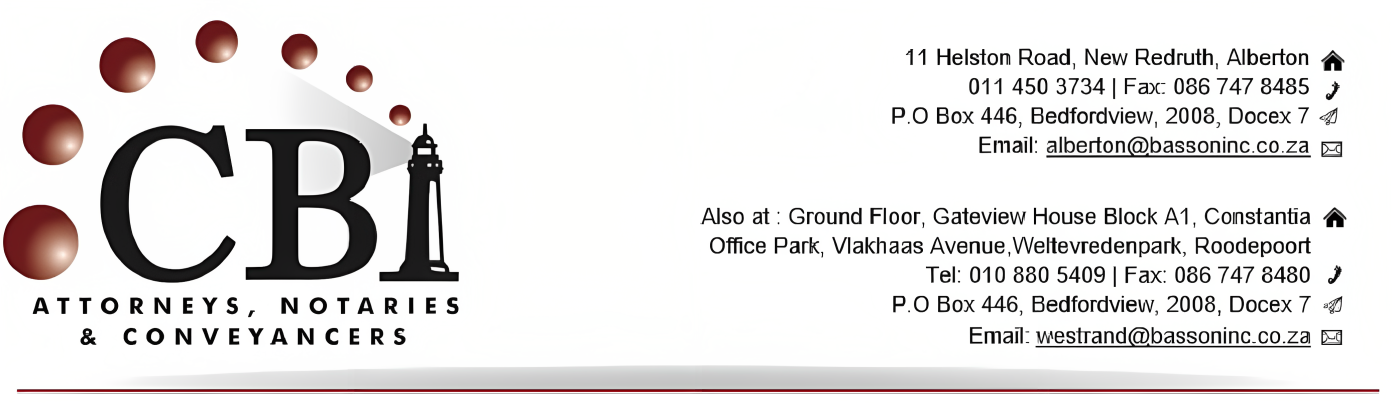 CBI
ATTORNEYS, NOTARIES
& CONVEYANCERS
11 Helston Road, New Redruth, Alberton
011 450 3734 | Fax: 086 747 8485
P.O Box 446, Bedfordview, 2008, Docex 7
Email: alberton@bassoninc.co.za
Also at : Ground Floor, Gateview House Block A1, Constantia
Office Park, Vlakhaas Avenue,Weltevredenpark, Roodepoort
Tel: 010 880 5409 | Fax: 086 747 8480
P.O Box 446, Bedfordview, 2008, Docex 7
Email: westrand@bassoninc.co.za